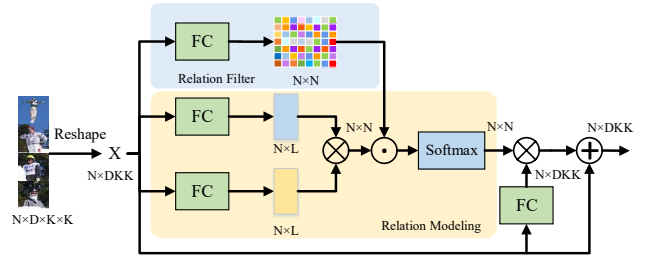 FC
Relation Filter
N×N
FC
N×L
N×N
Softmax
N×N
N×DKK
Reshape
X
N×DKK
FC
N×L
N×DKK
FC
Relation Modeling
N×D×K×K